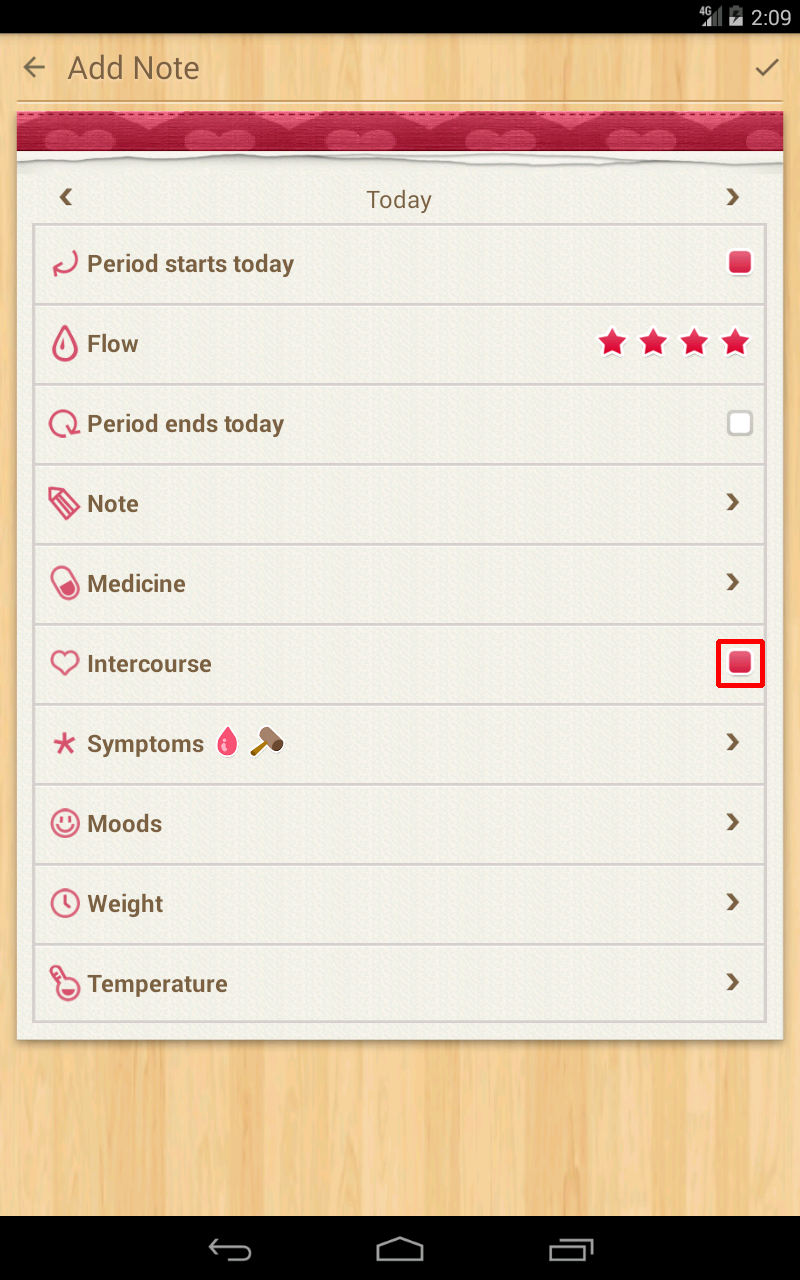 4G 2:09
Add Note
Today
Period starts today
Flow
Period ends today
Note
Medicine
Intercourse
Symptoms
Moods
Weight
Temperature